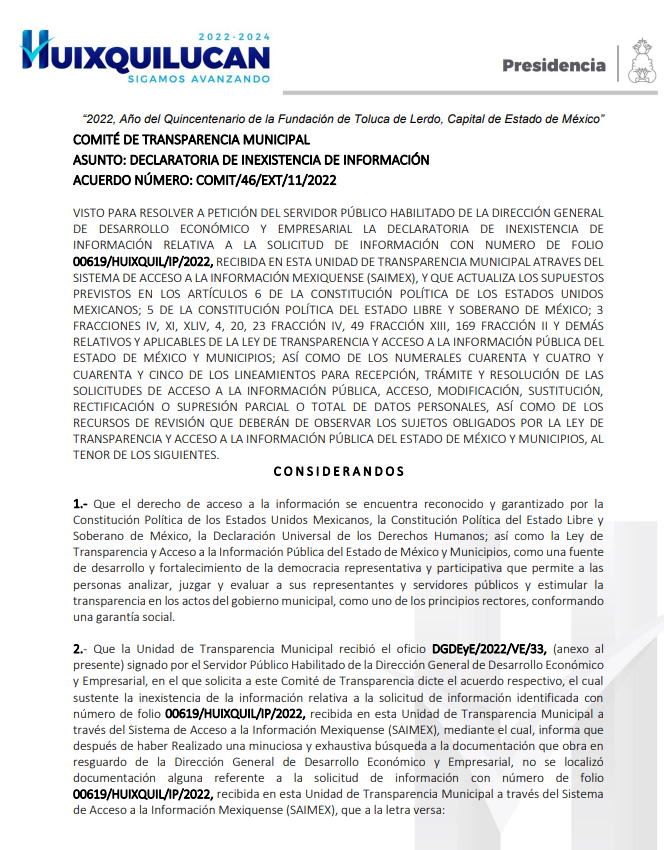 2022-2024
HUIXQUILUCAN
SIGAMOS AVANZANDO
Presidencia
“2022, Año del Quincentenario de la Fundación de Toluca de Lerdo, Capital de Estado de México”
COMITÉ DE TRANSPARENCIA MUNICIPAL
ASUNTO: DECLARATORIA DE INEXISTENCIA DE INFORMACIÓN
ACUERDO NÚMERO: COMIT/46/EXT/11/2022
VISTO PARA RESOLVER A PETICIÓN DEL SERVIDOR PÚBLICO HABILITADO DE LA DIRECCIÓN GENERAL
DE DESARROLLO ECONÓMICO Y EMPRESARIAL LA DECLARATORIA DE INEXISTENCIA DE
INFORMACIÓN RELATIVA A LA SOLICITUD DE INFORMACIÓN CON NUMERO DE FOLIO
00619/HUIXQUIL/IP/2022, RECIBIDA EN ESTA UNIDAD DE TRANSPARENCIA MUNICIPAL ATRAVES DEL
SISTEMA DE ACCESO A LA INFORMACIÓN MEXIQUENSE (SAIMEX), Y QUE ACTUALIZA LOS SUPUESTOS
PREVISTOS EN LOS ARTÍCULOS 6 DE LA CONSTITUCIÓN POLÍTICA DE LOS ESTADOS UNIDOS
MEXICANOS; 5 DE LA CONSTITUCIÓN POLÍTICA DEL ESTADO LIBRE Y SOBERANO DE MÉXICO; 3
FRACCIONES IV, XI, XLIV, 4, 20, 23 FRACCIÓN IV, 49 FRACCIÓN XIII, 169 FRACCIÓN II Y DEMÁS
RELATIVOS Y APLICABLES DE LA LEY DE TRANSPARENCIA Y ACCESO A LA INFORMACIÓN PÚBLICA DEL
ESTADO DE MÉXICO Y MUNICIPIOS; ASÍ COMO DE LOS NUMERALES CUARENTA Y CUATRO Y
CUARENTA Y CINCO DE LOS LINEAMIENTOS PARA RECEPCIÓN, TRÁMITE Y RESOLUCIÓN DE LAS
SOLICITUDES DE ACCESO A LA INFORMACIÓN PÚBLICA, ACCESO, MODIFICACIÓN, SUSTITUCIÓN,
RECTIFICACIÓN O SUPRESIÓN PARCIAL O TOTAL DE DATOS PERSONALES, ASÍ COMO DE LOS
RECURSOS DE REVISIÓN QUE DEBERÁN DE OBSERVAR LOS SUJETOS OBLIGADOS POR LA LEY DE
TRANSPARENCIA Y ACCESO A LA INFORMACIÓN PÚBLICA DEL ESTADO DE MÉXICO Y MUNICIPIOS, AL
TENOR DE LOS SIGUIENTES.
C O N S I D E R A N D O S
1.- Que el derecho de acceso a la información se encuentra reconocido y garantizado por la
Constitución Política de los Estados Unidos Mexicanos, la Constitución Política del Estado Libre y
Soberano de México, la Declaración Universal de los Derechos Humanos; así como la Ley de
Transparencia y Acceso a la Información Pública del Estado de México y Municipios, como una fuente
de desarrollo y fortalecimiento de la democracia representativa y participativa que permite a las
personas analizar, juzgar y evaluar a sus representantes y servidores públicos y estimular la
transparencia en los actos del gobierno municipal, como uno de los principios rectores, conformando
una garantía social.
2.- Que la Unidad de Transparencia Municipal recibió el oficio DGDEyE/2022/VE/33, (anexo al
presente) signado por el Servidor Público Habilitado de la Dirección General de Desarrollo Económico
y Empresarial, en el que solicita a este Comité de Transparencia dicte el acuerdo respectivo, el cual
sustente la inexistencia de la información relativa a la solicitud de información identificada con
número de folio 00619/HUIXQUIL/IP/2022, recibida en esta Unidad de Transparencia Municipal a
través del Sistema de Acceso a la Información Mexiquense (SAIMEX), mediante el cual, informa que
después de haber Realizado una minuciosa y exhaustiva búsqueda a la documentación que obra en
resguardo de la Dirección General de Desarrollo Económico y Empresarial, no se localizó
documentación alguna referente a la solicitud de información con número de folio
00619/HUIXQUIL/IP/2022, recibida en esta Unidad de Transparencia Municipal a través del Sistema
de Acceso a la Información Mexiquense (SAIMEX), que a la letra versa: